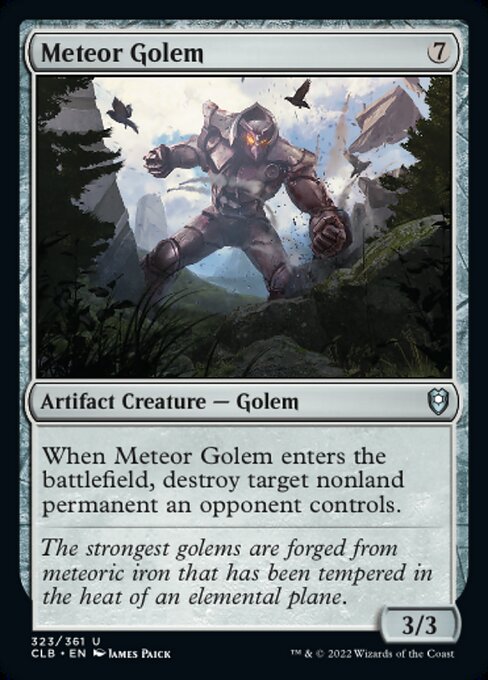 Meteor Golem 7
Artifact Creature — Golem
When Meteor Golem enters the
battlefield, destroy target nonland
permanent an opponent controls.
The strongest golems are forged from
meteoric iron that has been tempered in
the heat of an elemental plane.
3/3
323/361 U
CLB • EN James Paick
™ & © 2022 Wizards of the Coast